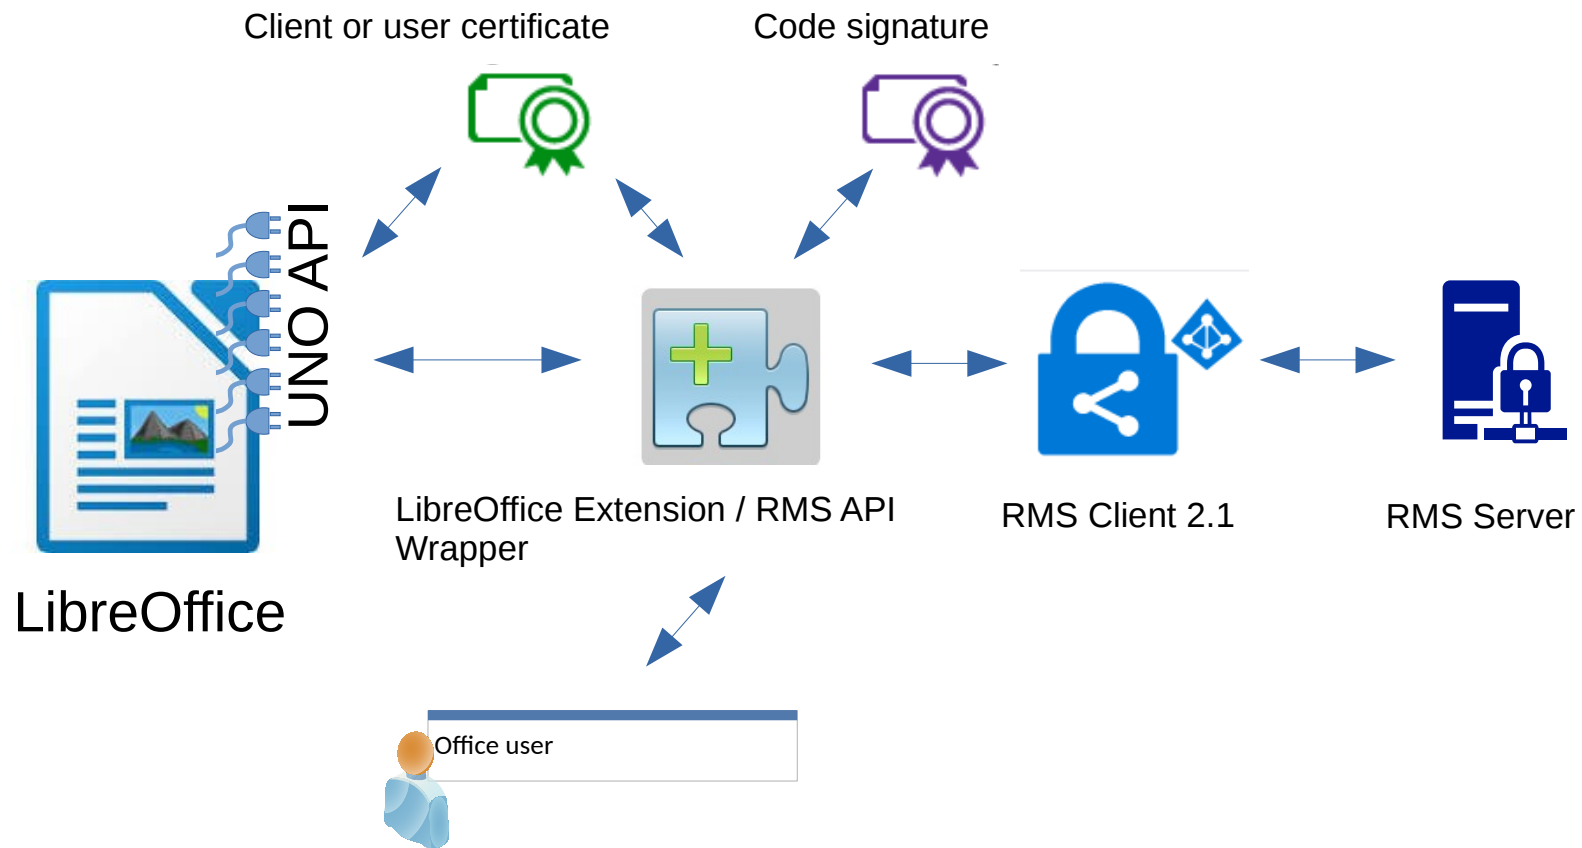 Client or user certificate
Code signature
UNO API
LibreOffice Extension / RMS API
Wrapper
RMS Client 2.1
RMS Server
LibreOffice
Office user